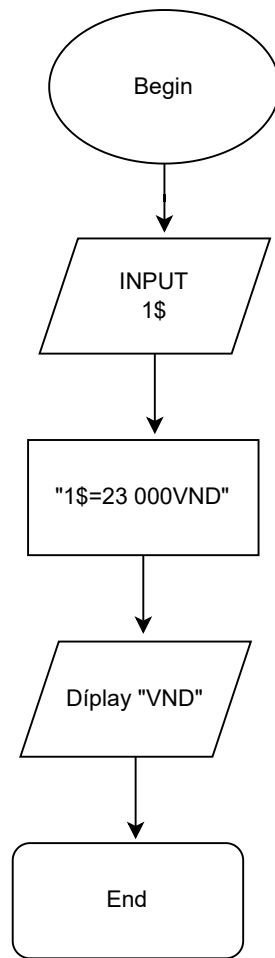 Begin
INPUT
1$
"1$=23 000VND"
Díplay "VND"
End